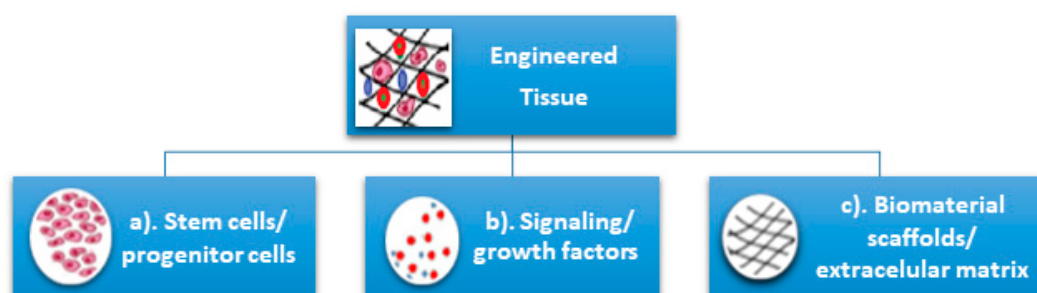 Engineered
Tissue
a). Stem cells/
progenitor cells
b). Signaling/
growth factors
c). Biomaterial
scaffolds/
extracelular matrix